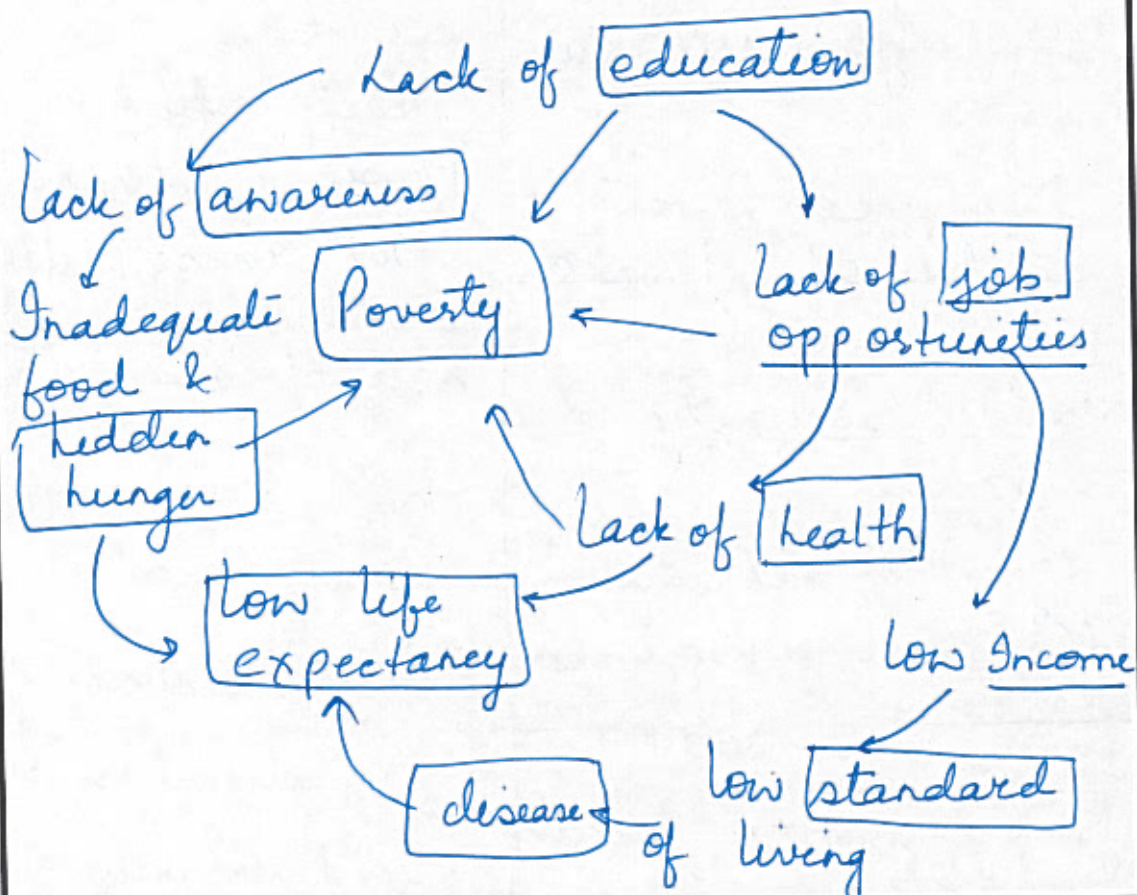 Lack of education
Lack of awareness
Inadequate
food &
hidden
hunger
Poverty
Lack of job
opportunities
Lack of health
Low life
expectancy
Low Income
Low standard
of living
disease